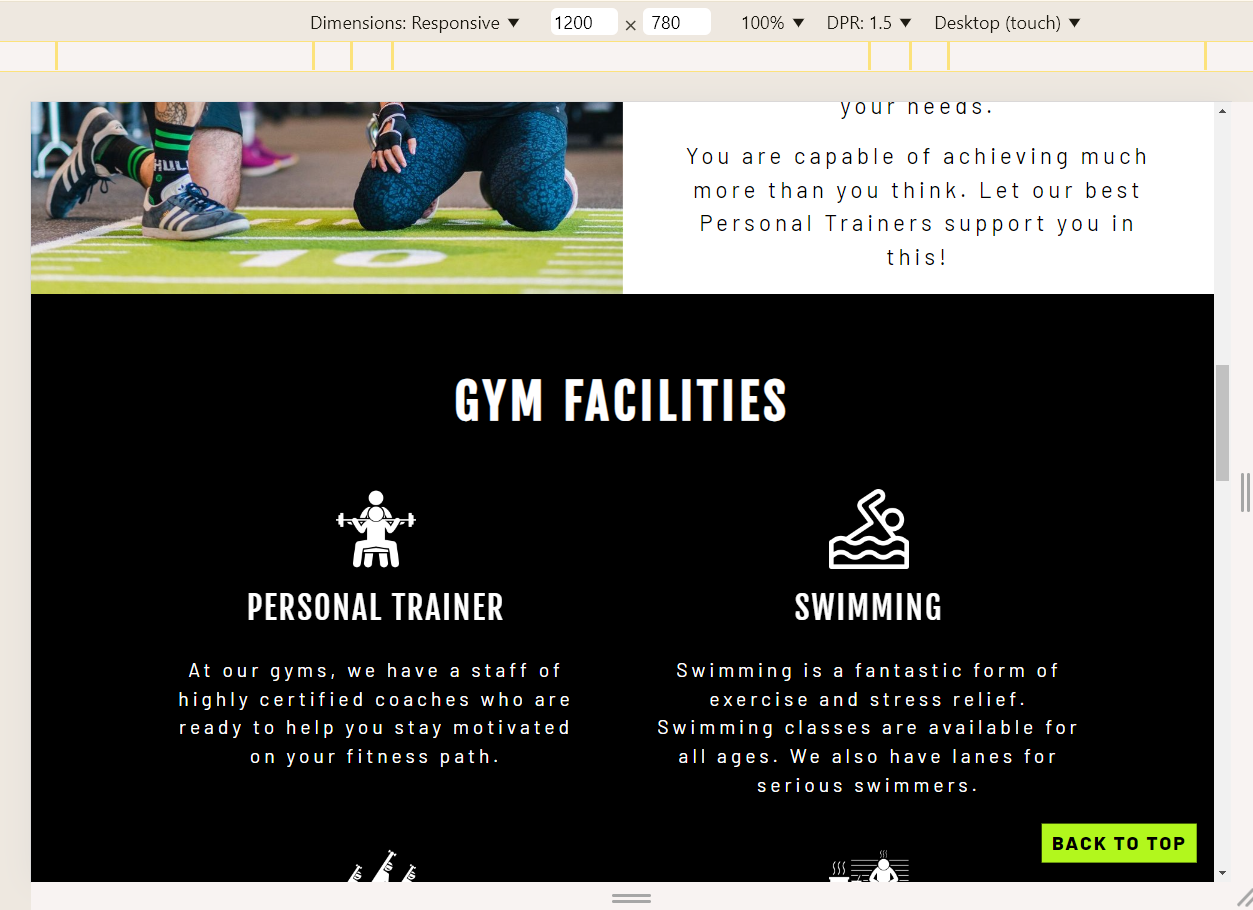 Dimensions: Responsive ▼ 1200 × 780 100% ▼ DPR: 1.5 ▼ Desktop (touch) ▼
your needs.
You are capable of achieving much
more than you think. Let our best
Personal Trainers support you in
this!
HULK
10
GYM FACILITIES
PERSONAL TRAINER
At our gyms, we have a staff of
highly certified coaches who are
ready to help you stay motivated
on your fitness path.
SWIMMING
Swimming is a fantastic form of
exercise and stress relief.
Swimming classes are available for
all ages. We also have lanes for
serious swimmers.
BACK TO TOP